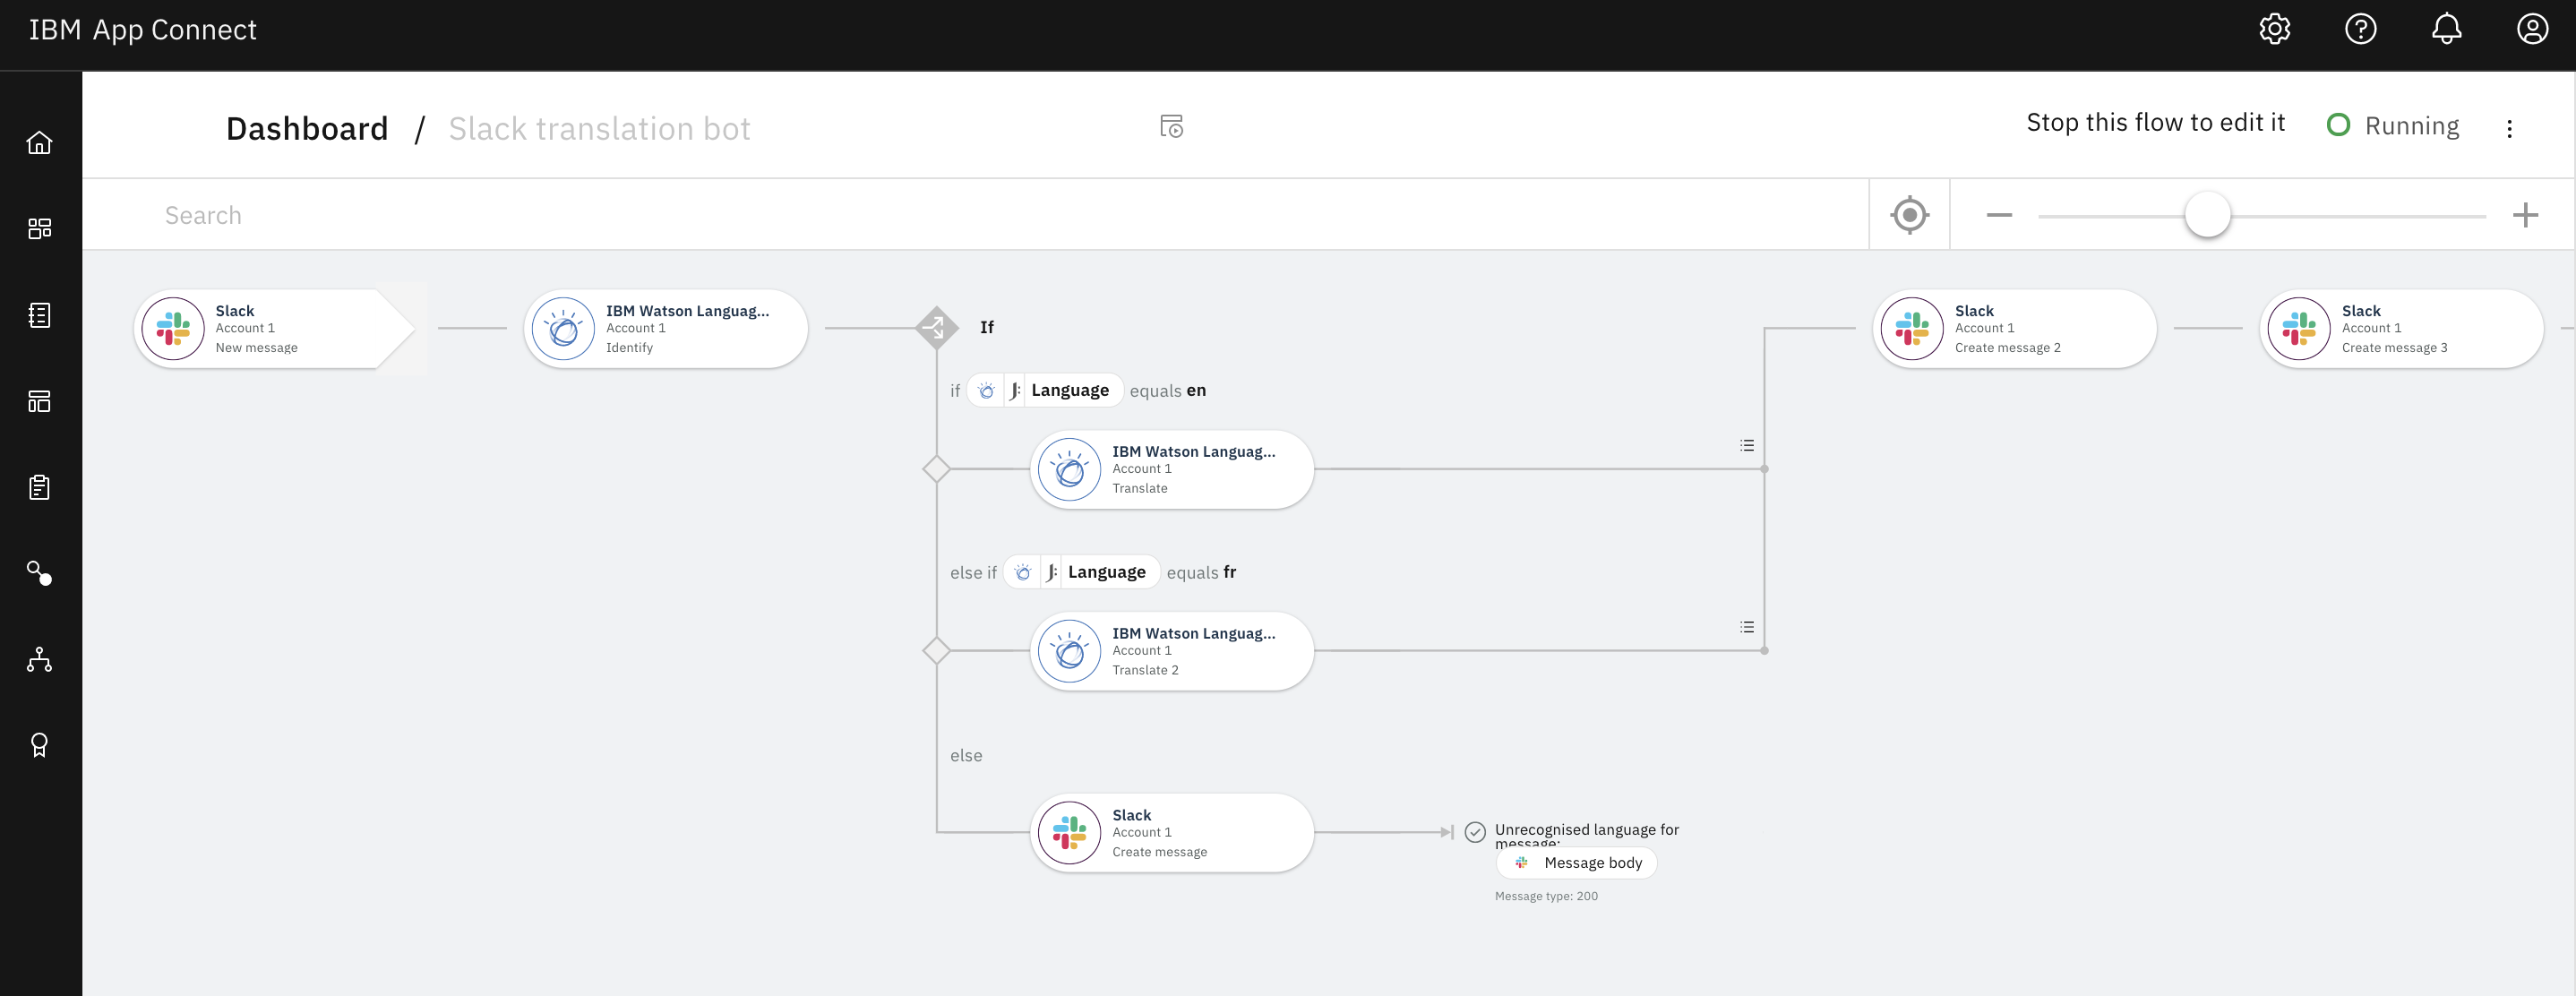 IBM App Connect
Dashboard / Slack translation bot
Stop this flow to edit it
Running
Search
Slack
Account 1
New message
IBM Watson Languag...
Account 1
Identify
If
Slack
Account 1
Create message 2
Slack
Account 1
Create message 3
if Language equals en
IBM Watson Languag...
Account 1
Translate
else if Language equals fr
IBM Watson Languag...
Account 1
Translate 2
else
Slack
Account 1
Create message
Unrecognised language for
message:
Message body
Message type: 200